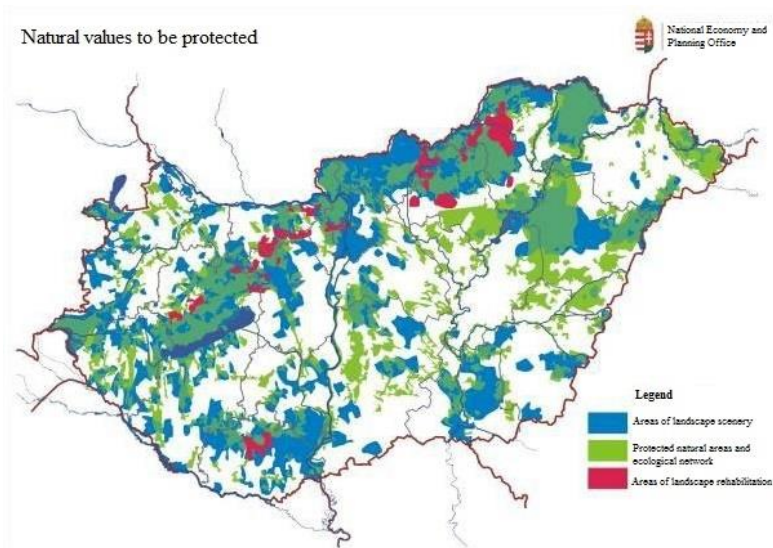 Natural values to be protected
National Economy and
Planning Office
Legend
Areas of landscape scenery
Protected natural areas and
ecological network
Areas of landscape rehabilitation